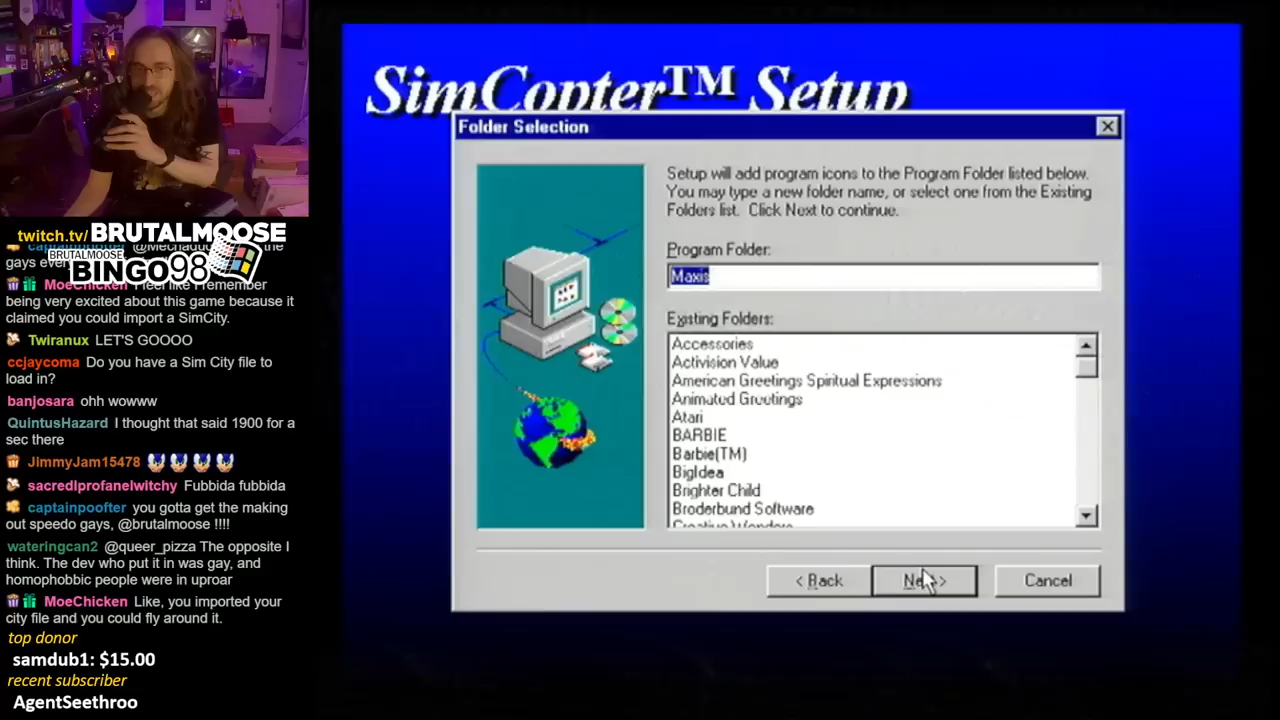 SimCopter™ Setup
Folder Selection
Setup will add program icons to the Program Folder listed below.
You may type a new folder name, or select one from the Existing
Folders list. Click Next to continue.
Program Folder:
Maxis
Existing Folders:
Accessories
Activision Value
American Greetings Spiritual Expressions
Animated Greetings
Atari
BARBIE
Barbie(TM)
BigIdea
Brighter Child
Broderbund Software
Creative Wonders
< Back
Cancel
twitch.tv/BRUTALMOOSE
BRUTALMOOSE
BINGO98
captainpoofter
the
gays
MoeChicken I feel like I remember
being very excited about this game because it
claimed you could import a SimCity.
Twiranux LET'S GOOOO
ccjaycoma Do you have a Sim City file to
load in?
banjosara ohh wowww
QuintusHazard I thought that said 1900 for a
sec there
JimmyJam15478
sacredlprofanelwitchy Fubbida fubbida
captainpoofter you gotta get the making
out speedo gays, @brutalmoose !!!!
wateringcan2 @queer_pizza The opposite I
think. The dev who put it in was gay, and
homophobbic people were in uproar
MoeChicken Like, you imported your
city file and you could fly around it.
top donor
samdub1: $15.00
recent subscriber
AgentSeethroo